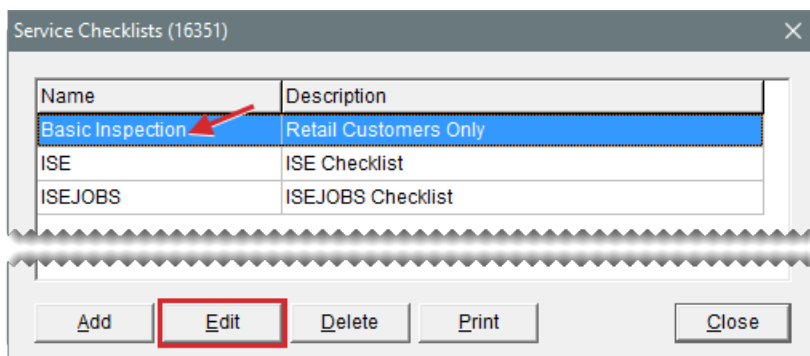 Service Checklists (16351)
Name Description
Basic Inspection Retail Customers Only
ISE ISE Checklist
ISEJOBS ISEJOBS Checklist
Add Edit Delete Print Close